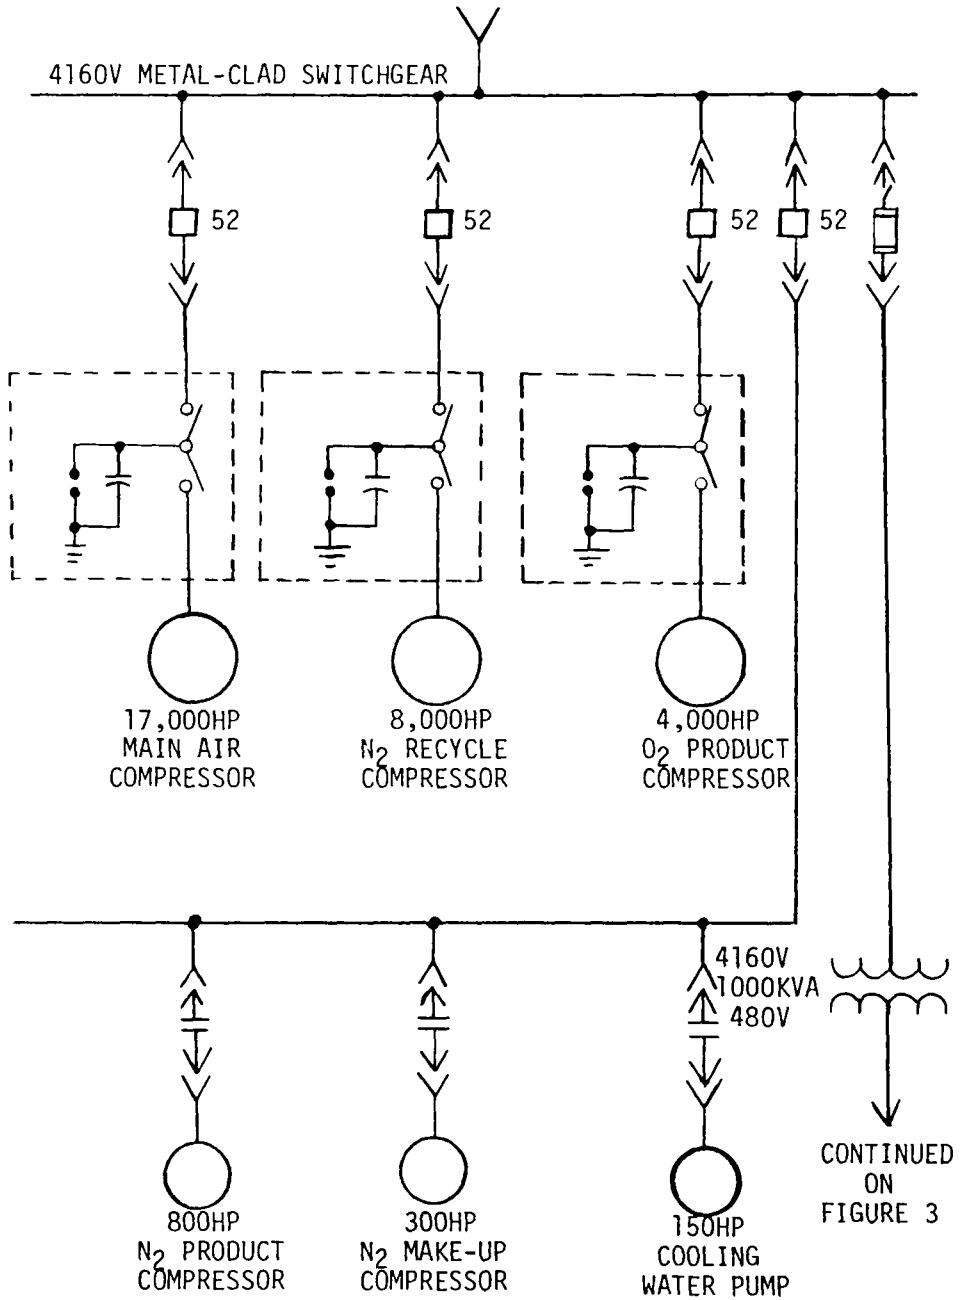 4160V METAL-CLAD SWITCHGEAR
52
52
52
52
17,000HP
MAIN AIR
COMPRESSOR
8,000HP
N2 RECYCLE
COMPRESSOR
4,000HP
O2 PRODUCT
COMPRESSOR
4160V
1000KVA
480V
800HP
N2 PRODUCT
COMPRESSOR
300HP
N2 MAKE-UP
COMPRESSOR
150HP
COOLING
WATER PUMP
CONTINUED
ON
FIGURE 3